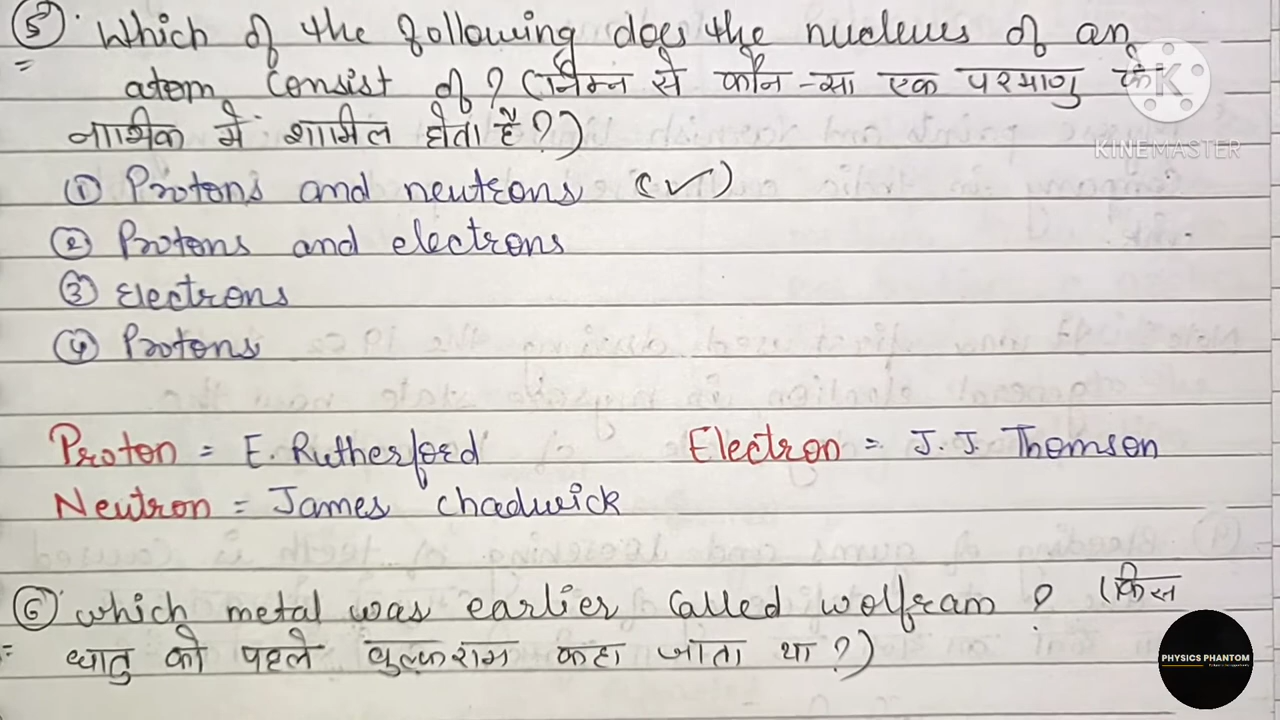 ⑤ Which of the following does the nucleus of an
atom consist of? (निम्न से कौन-सा एक परमाणु के
नाभिक में शामिल होता है?)
① Protons and neutrons (✓)
② Protons and electrons
③ Electrons
④ Protons
Proton = E. Rutherford Electron = J. J. Thomson
Neutron = James Chadwick
⑥ which metal was earlier called wolfram? (किस
धातु को पहले वुल्फराम कहा जाता था?)
K
KINEMASTER
PHYSICS PHANTOM